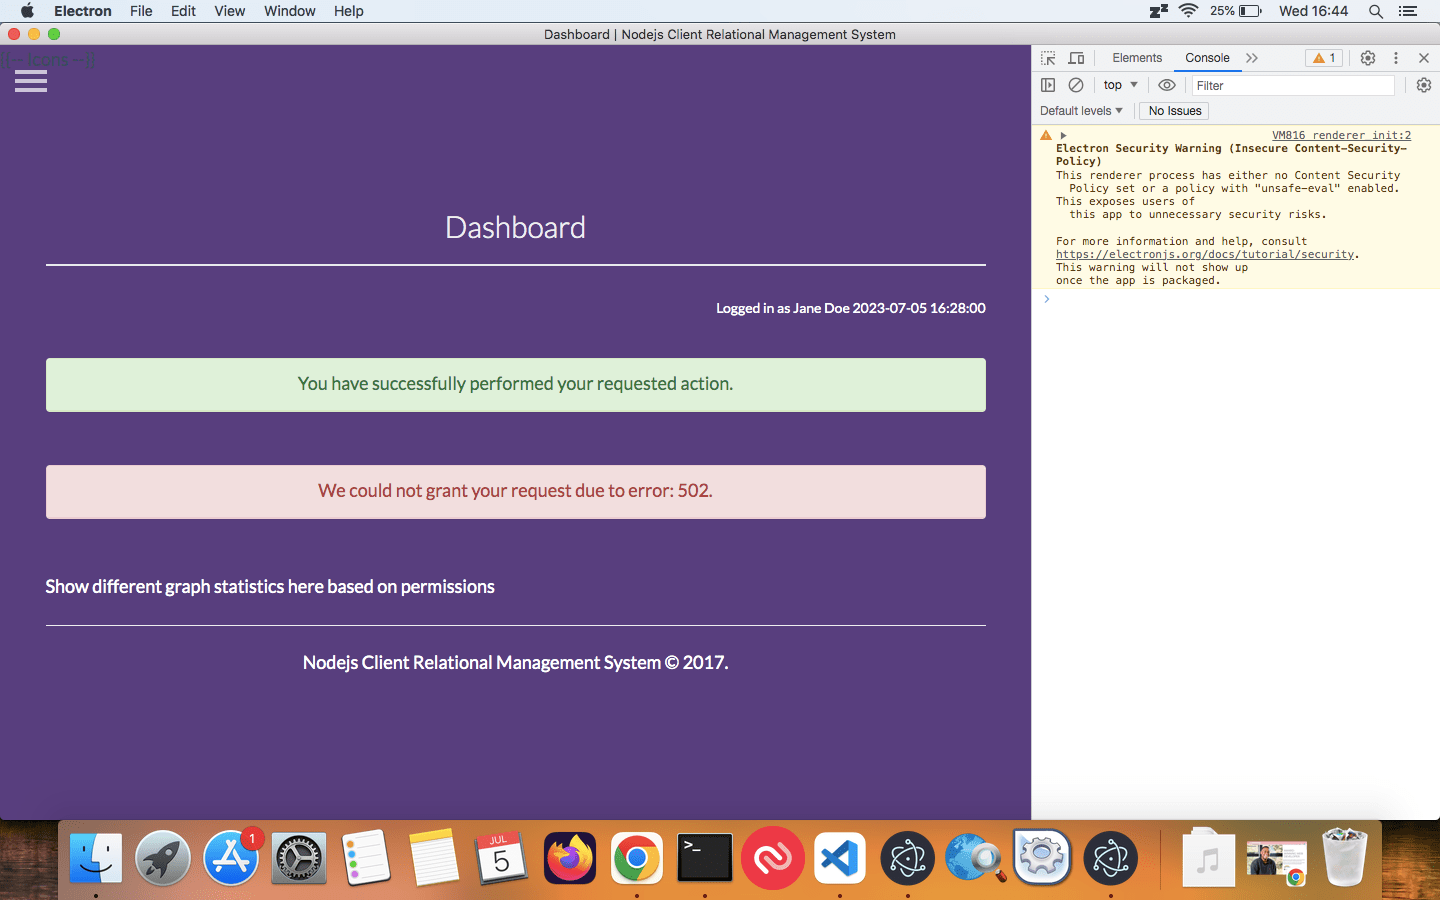 Electron File Edit View Window Help
25% Wed 16:44
Dashboard | Nodejs Client Relational Management System
{{-- Icons --}}
Dashboard
Logged in as Jane Doe 2023-07-05 16:28:00
You have successfully performed your requested action.
We could not grant your request due to error: 502.
Show different graph statistics here based on permissions
Nodejs Client Relational Management System © 2017.
Elements Console 1
top Filter
Default levels No Issues
VM816 renderer_init:2
Electron Security Warning (Insecure Content-Security-
Policy)
This renderer process has either no Content Security
Policy set or a policy with "unsafe-eval" enabled.
This exposes users of
this app to unnecessary security risks.
For more information and help, consult
https://electronjs.org/docs/tutorial/security.
This warning will not show up
once the app is packaged.
1
JUL
5
>_